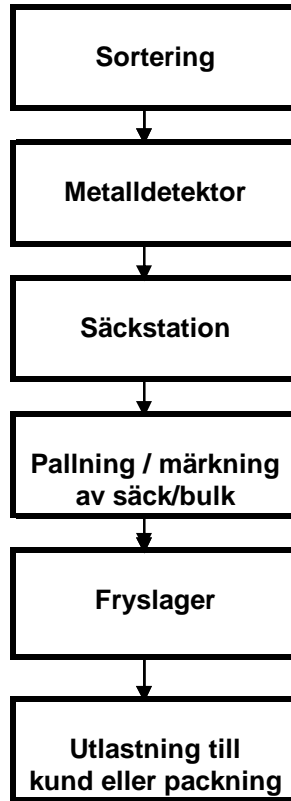 Sortering
Metalldetektor
Säckstation
Pallning / märkning
av säck/bulk
Fryslager
Utlastning till
kund eller packning